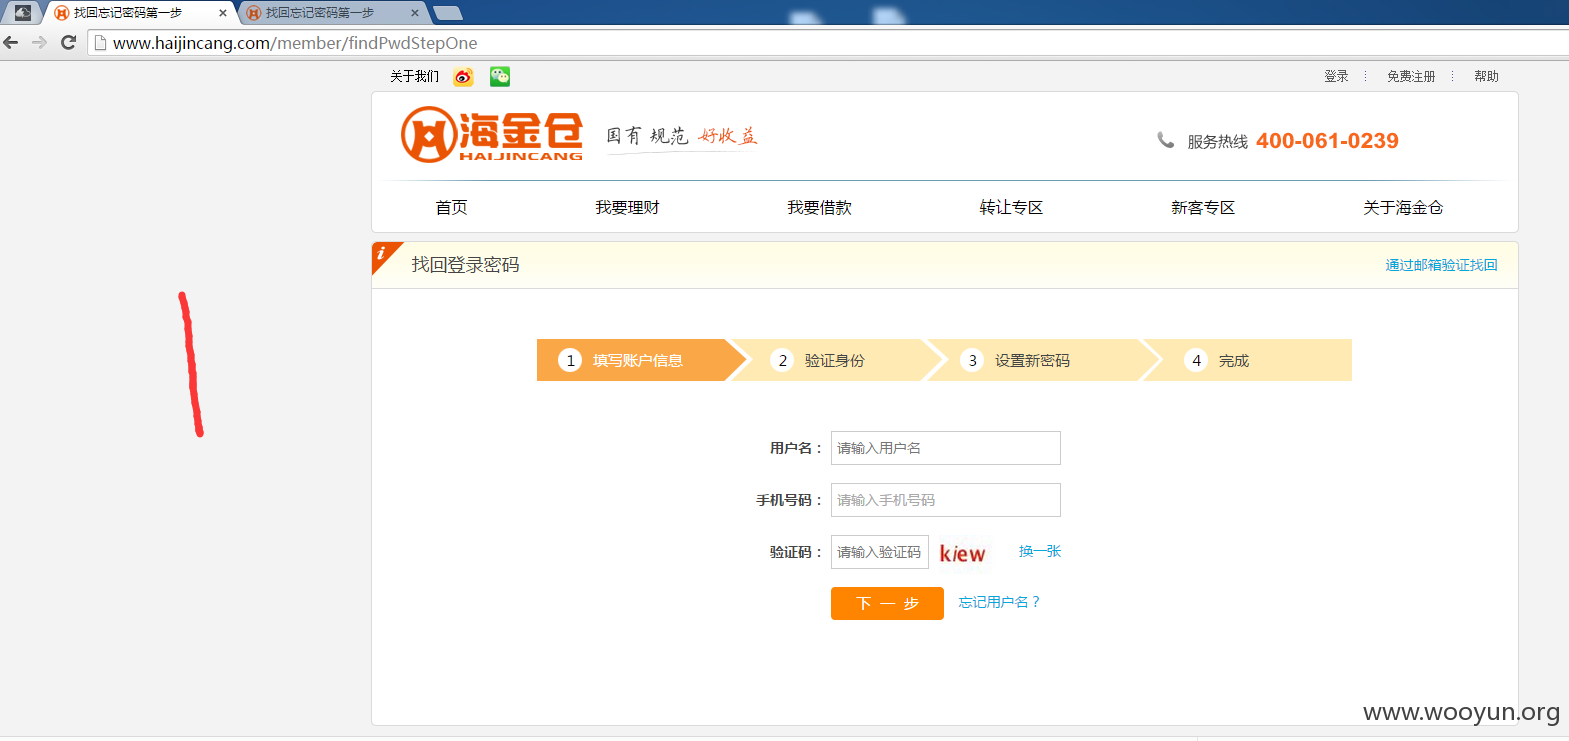 找回忘记密码第一步 × 找回忘记密码第一步 ×
www.haijincang.com/member/findPwdStepOne
关于我们 登录 免费注册 帮助
海金仓
HAIJINCANG
国有 规范 好收益
服务热线 400-061-0239
首页 我要理财 我要借款 转让专区 新客专区 关于海金仓
i 找回登录密码 通过邮箱验证找回
1 填写账户信息 2 验证身份 3 设置新密码 4 完成
用户名: 请输入用户名
手机号码: 请输入手机号码
验证码: 请输入验证码 kiew 换一张
下一步 忘记用户名?
www.wooyun.org